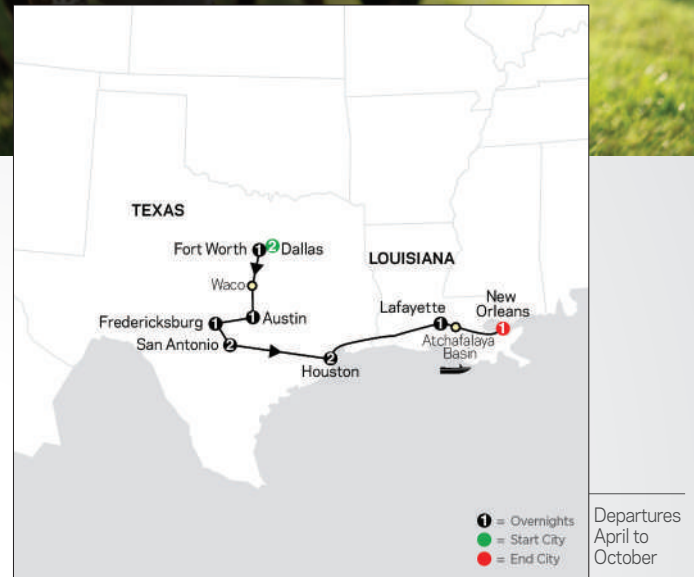 TEXAS
Fort Worth 1 2 Dallas
LOUISIANA
Waco
Lafayette
New
Orleans
Fredericksburg 1 1 Austin
1
1
San Antonio 2
Atchafalaya
Basin
2
Houston
1 = Overnights
= Start City
= End City
Departures
April to
October